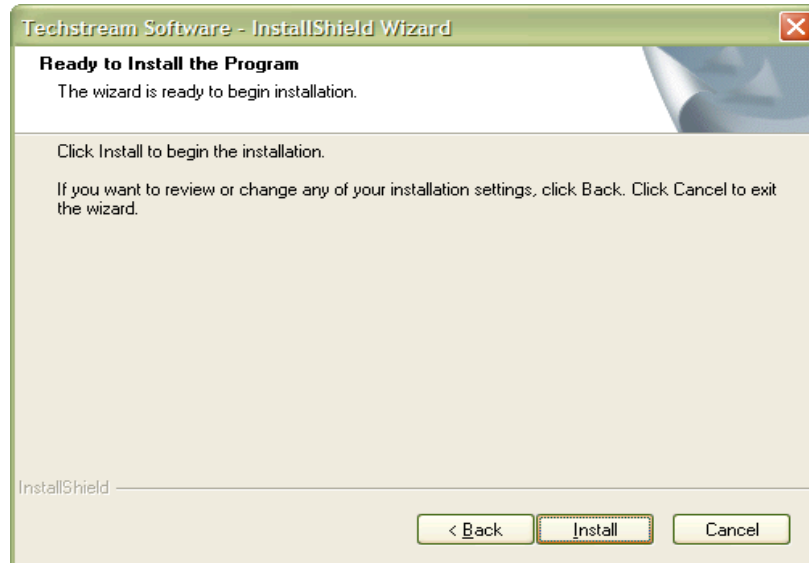 Techstream Software - InstallShield Wizard
Ready to Install the Program
The wizard is ready to begin installation.
Click Install to begin the installation.
If you want to review or change any of your installation settings, click Back. Click Cancel to exit
the wizard.
InstallShield
< Back
Install
Cancel